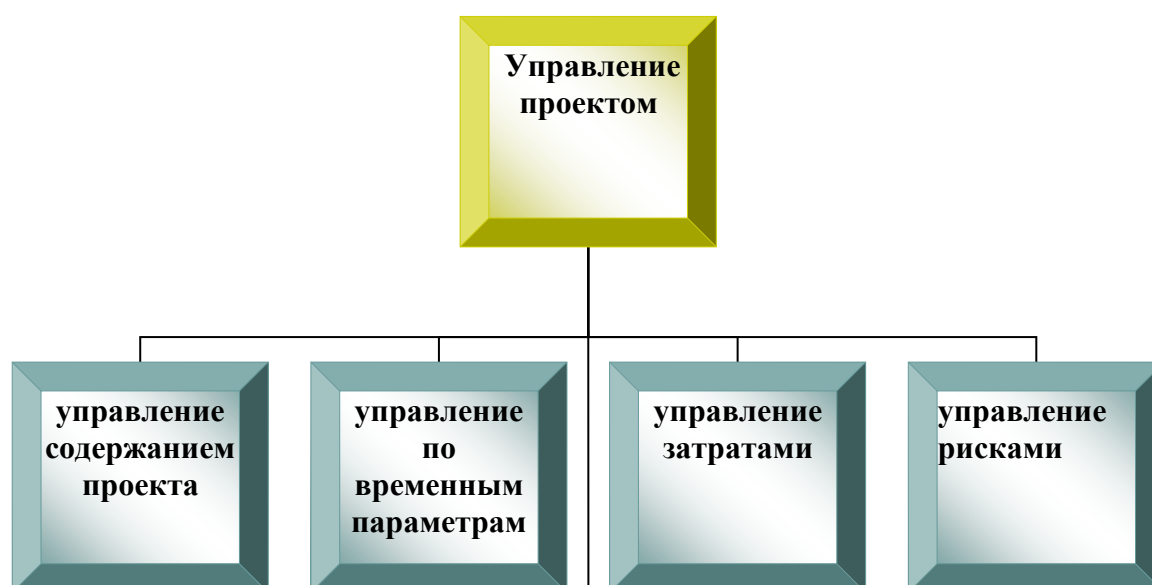 Управление
проектом
управление
содержанием
проекта
управление
по
временным
параметрам
управление
затратами
управление
рисками